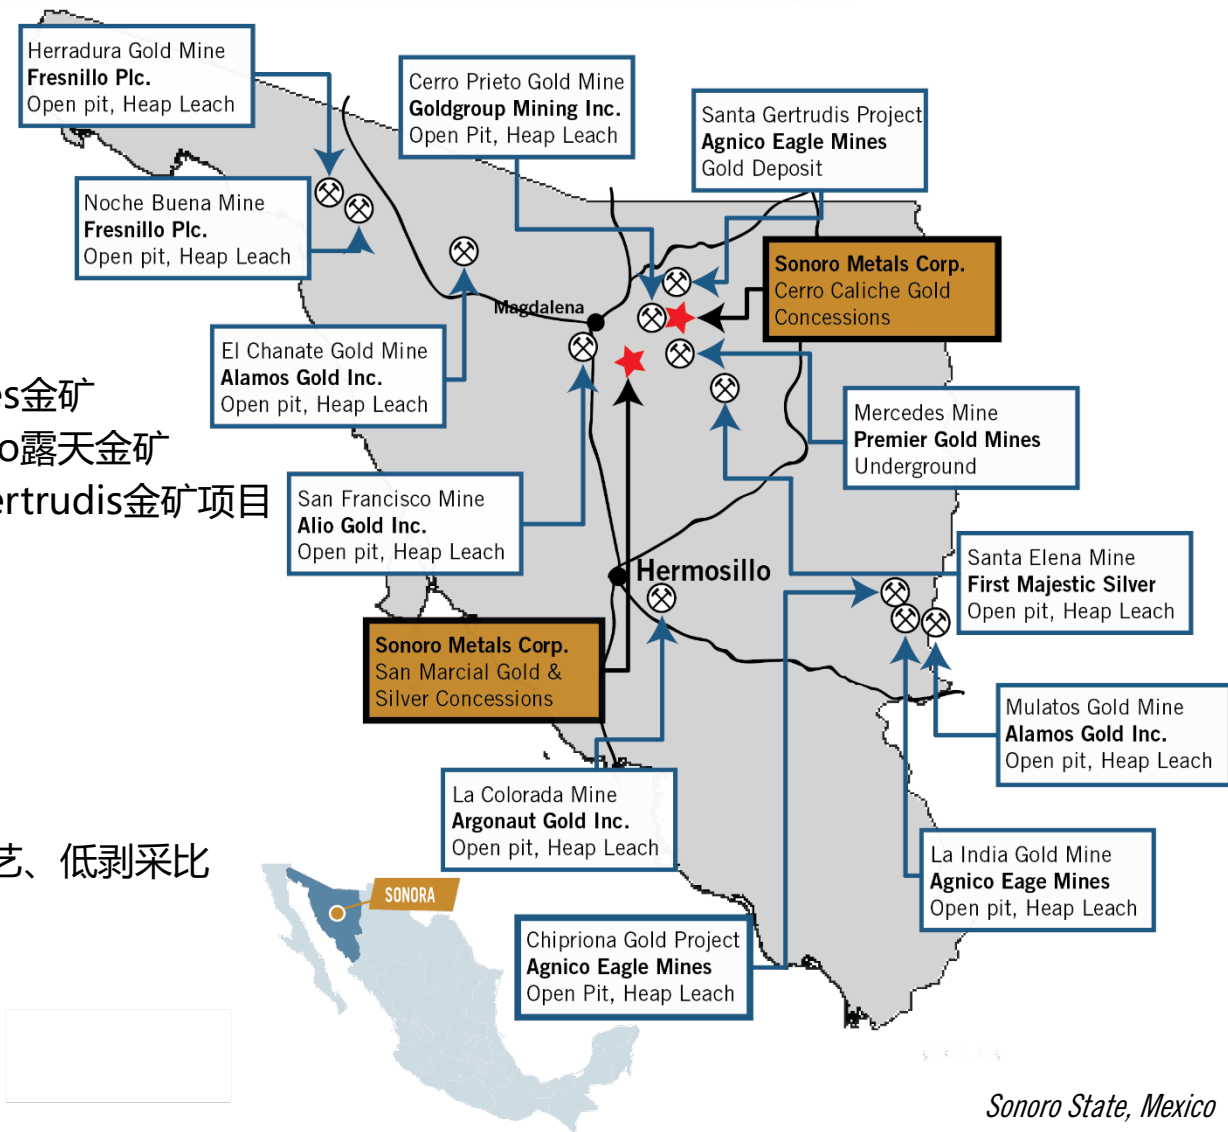 Herradura Gold Mine
Fresnillo Plc.
Open pit, Heap Leach
Cerro Prieto Gold Mine
Goldgroup Mining Inc.
Open Pit, Heap Leach
Santa Gertrudis Project
Agnico Eagle Mines
Gold Deposit
Noche Buena Mine
Fresnillo Plc.
Open pit, Heap Leach
Sonoro Metals Corp.
Cerro Caliche Gold
Concessions
Magdalena
El Chanate Gold Mine
Alamos Gold Inc.
Open pit, Heap Leach
es金矿
o露天金矿
ertrudis金矿项目
Mercedes Mine
Premier Gold Mines
Underground
San Francisco Mine
Alio Gold Inc.
Open pit, Heap Leach
Hermosillo
Santa Elena Mine
First Majestic Silver
Open pit, Heap Leach
Sonoro Metals Corp.
San Marcial Gold &
Silver Concessions
Mulatos Gold Mine
Alamos Gold Inc.
Open pit, Heap Leach
La Colorada Mine
Argonaut Gold Inc.
Open pit, Heap Leach
艺、低剥采比
La India Gold Mine
Agnico Eage Mines
Open pit, Heap Leach
SONORA
Chipriona Gold Project
Agnico Eagle Mines
Open Pit, Heap Leach
Sonoro State, Mexico